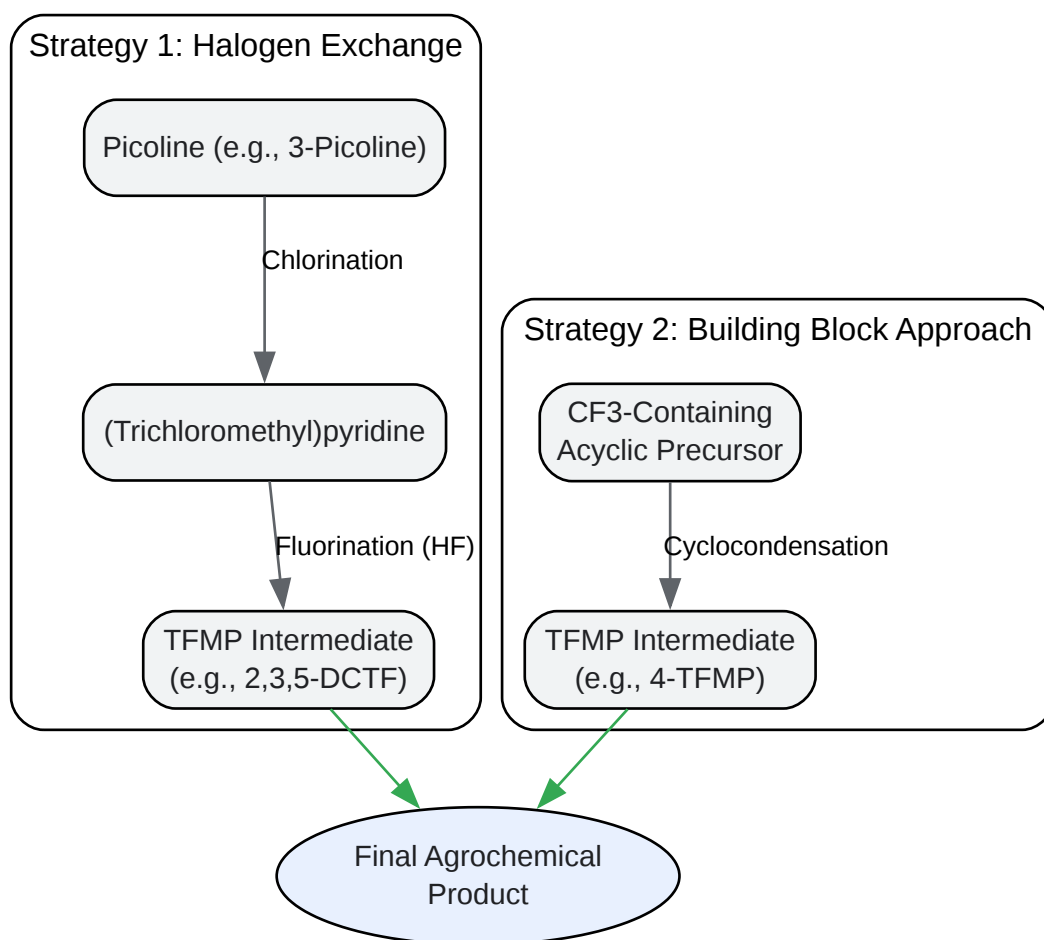 Strategy 1: Halogen Exchange
Picoline (e.g., 3-Picoline)
Chlorination
(Trichloromethyl)pyridine
Fluorination (HF)
TFMP Intermediate
(e.g., 2,3,5-DCTF)
Strategy 2: Building Block Approach
CF3-Containing
Acyclic Precursor
Cyclocondensation
TFMP Intermediate
(e.g., 4-TFMP)
Final Agrochemical
Product